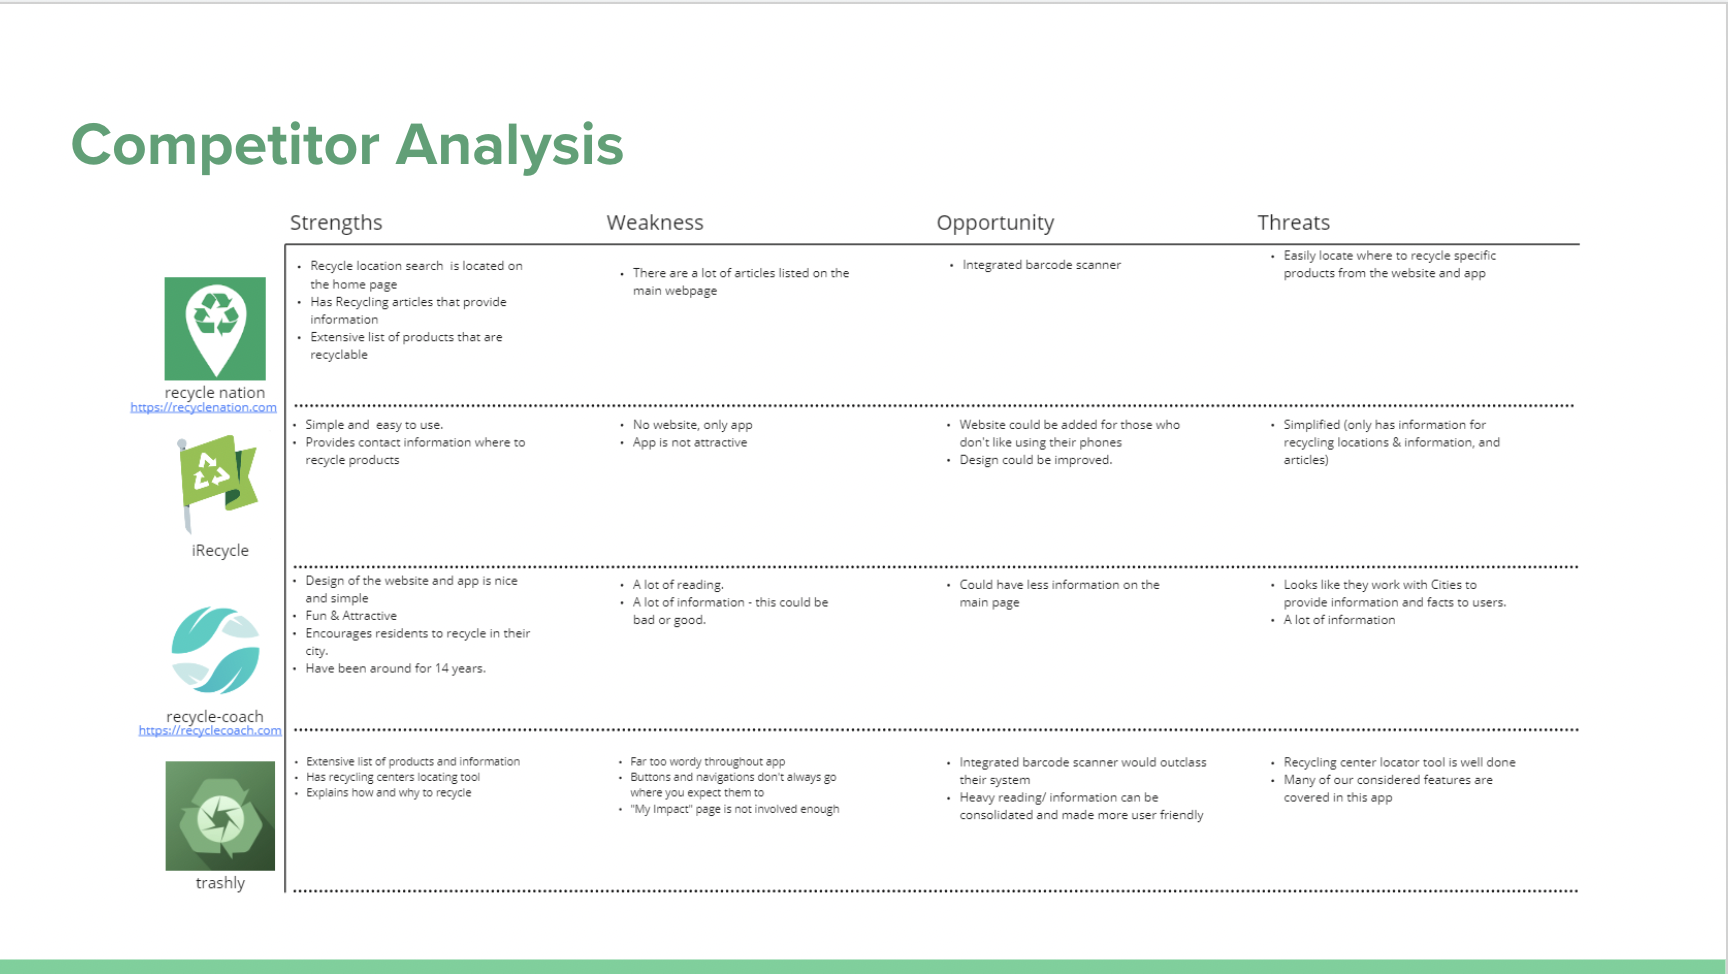 Competitor Analysis
Strengths
Weakness
Opportunity
Threats
recycle nation
https://recyclenation.com
• Recycle location search  is located on
the home page
• Has Recycling articles that provide
information
• Extensive list of products that are
recyclable
• There are a lot of articles listed on the
main webpage
• Integrated barcode scanner
• Easily locate where to recycle specific
products from the website and app
iRecycle
• Simple and  easy to use.
• Provides contact information where to
recycle products
• No website, only app
• App is not attractive
• Website could be added for those who
don't like using their phones
• Design could be improved.
• Simplified (only has information for
recycling locations & information, and
articles)
recycle-coach
https://recyclecoach.com
• Design of the website and app is nice
and simple
• Fun & Attractive
• Encourages residents to recycle in their
city.
• Have been around for 14 years.
• A lot of reading.
• A lot of information - this could be
bad or good.
• Could have less information on the
main page
• Looks like they work with Cities to
provide information and facts to users.
• A lot of information
trashly
• Extensive list of products and information
• Has recycling centers locating tool
• Explains how and why to recycle
• Far too wordy throughout app
• Buttons and navigations don't always go
where you expect them to
• "My Impact" page is not involved enough
• Integrated barcode scanner would outclass
their system
• Heavy reading/ information can be
consolidated and made more user friendly
• Recycling center locator tool is well done
• Many of our considered features are
covered in this app